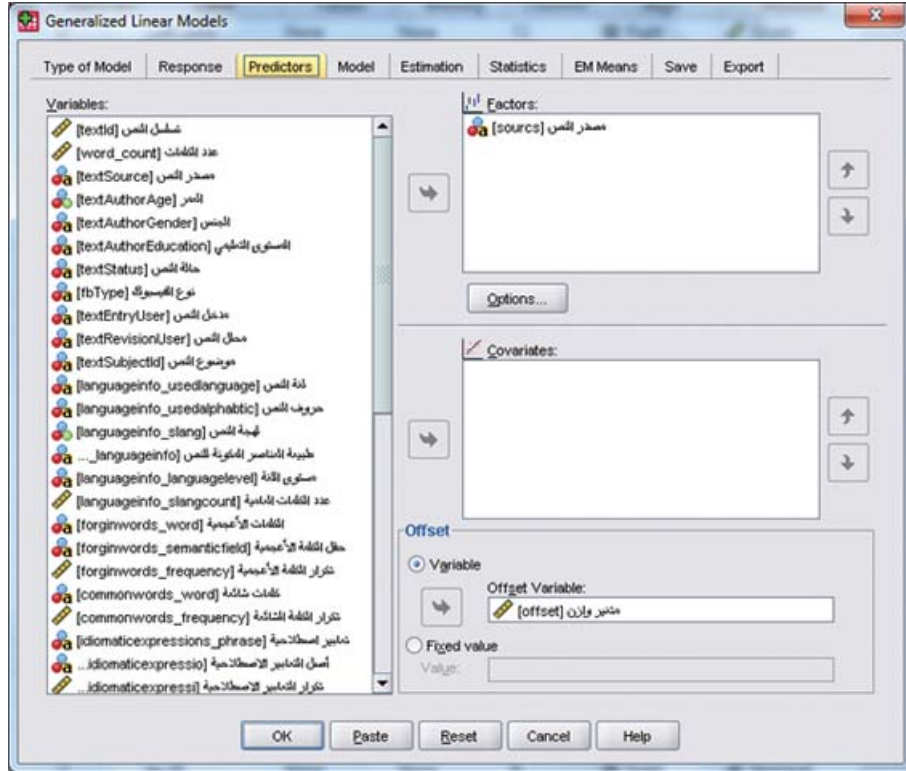 Generalized Linear Models
Type of Model Response Predictors Model Estimation Statistics EM Means Save Export
Variables:
تسلسل النص [textId]
عدد الكلمات [word_count]
مصدر النص [textSource]
العمر [textAuthorAge]
الجنس [textAuthorGender]
المستوى التعليمي [textAuthorEducation]
حالة النص [textStatus]
نوع الفيسبوك [fbType]
مدخل النص [textEntryUser]
محلل النص [textRevisionUser]
موضوع النص [textSubjectId]
لغة النص [languageinfo_usedlanguage]
حروف النص [languageinfo_usedalphabtic]
لهجة النص [languageinfo_slang]
طبيعة العناصر المكونة للنص [languageinfo_...
مستوى اللغة [languageinfo_languagelevel]
عدد الكلمات العامية [languageinfo_slangcount]
الكلمات الأعجمية [forginwords_word]
حقل الكلمة الأعجمية [forginwords_semanticfield]
تكرار الكلمة الأعجمية [forginwords_frequency]
كلمات شائعة [commonwords_word]
تكرار الكلمة الشائعة [commonwords_frequency]
تعابير اصطلاحية [idiomaticexpressions_phrase]
أصل التعابير الاصطلاحية [idiomaticexpressio...
تكرار التعابير الاصطلاحية [idiomaticexpressi...
Factors:
مصدر النص [sourcs]
Options...
Covariates:
Offset
Variable
Offset Variable:
متغير وازن [offset]
Fixed value
Value:
OK Paste Reset Cancel Help